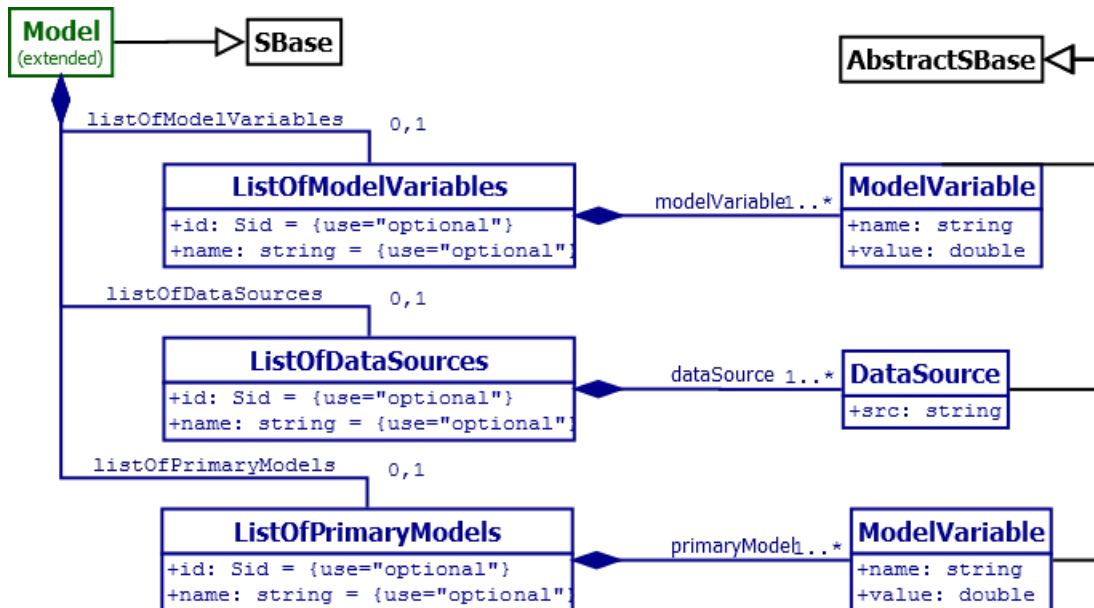 Model
(extended)
SBase
AbstractSBase
listOfModelVariables 0,1
ListOfModelVariables
+id: Sid = {use="optional"}
+name: string = {use="optional"}
modelVariable 1..*
ModelVariable
+name: string
+value: double
listOfDataSources 0,1
ListOfDataSources
+id: Sid = {use="optional"}
+name: string = {use="optional"}
dataSource 1..*
DataSource
+src: string
listOfPrimaryModels 0,1
ListOfPrimaryModels
+id: Sid = {use="optional"}
+name: string = {use="optional"}
primaryModel 1..*
ModelVariable
+name: string
+value: double